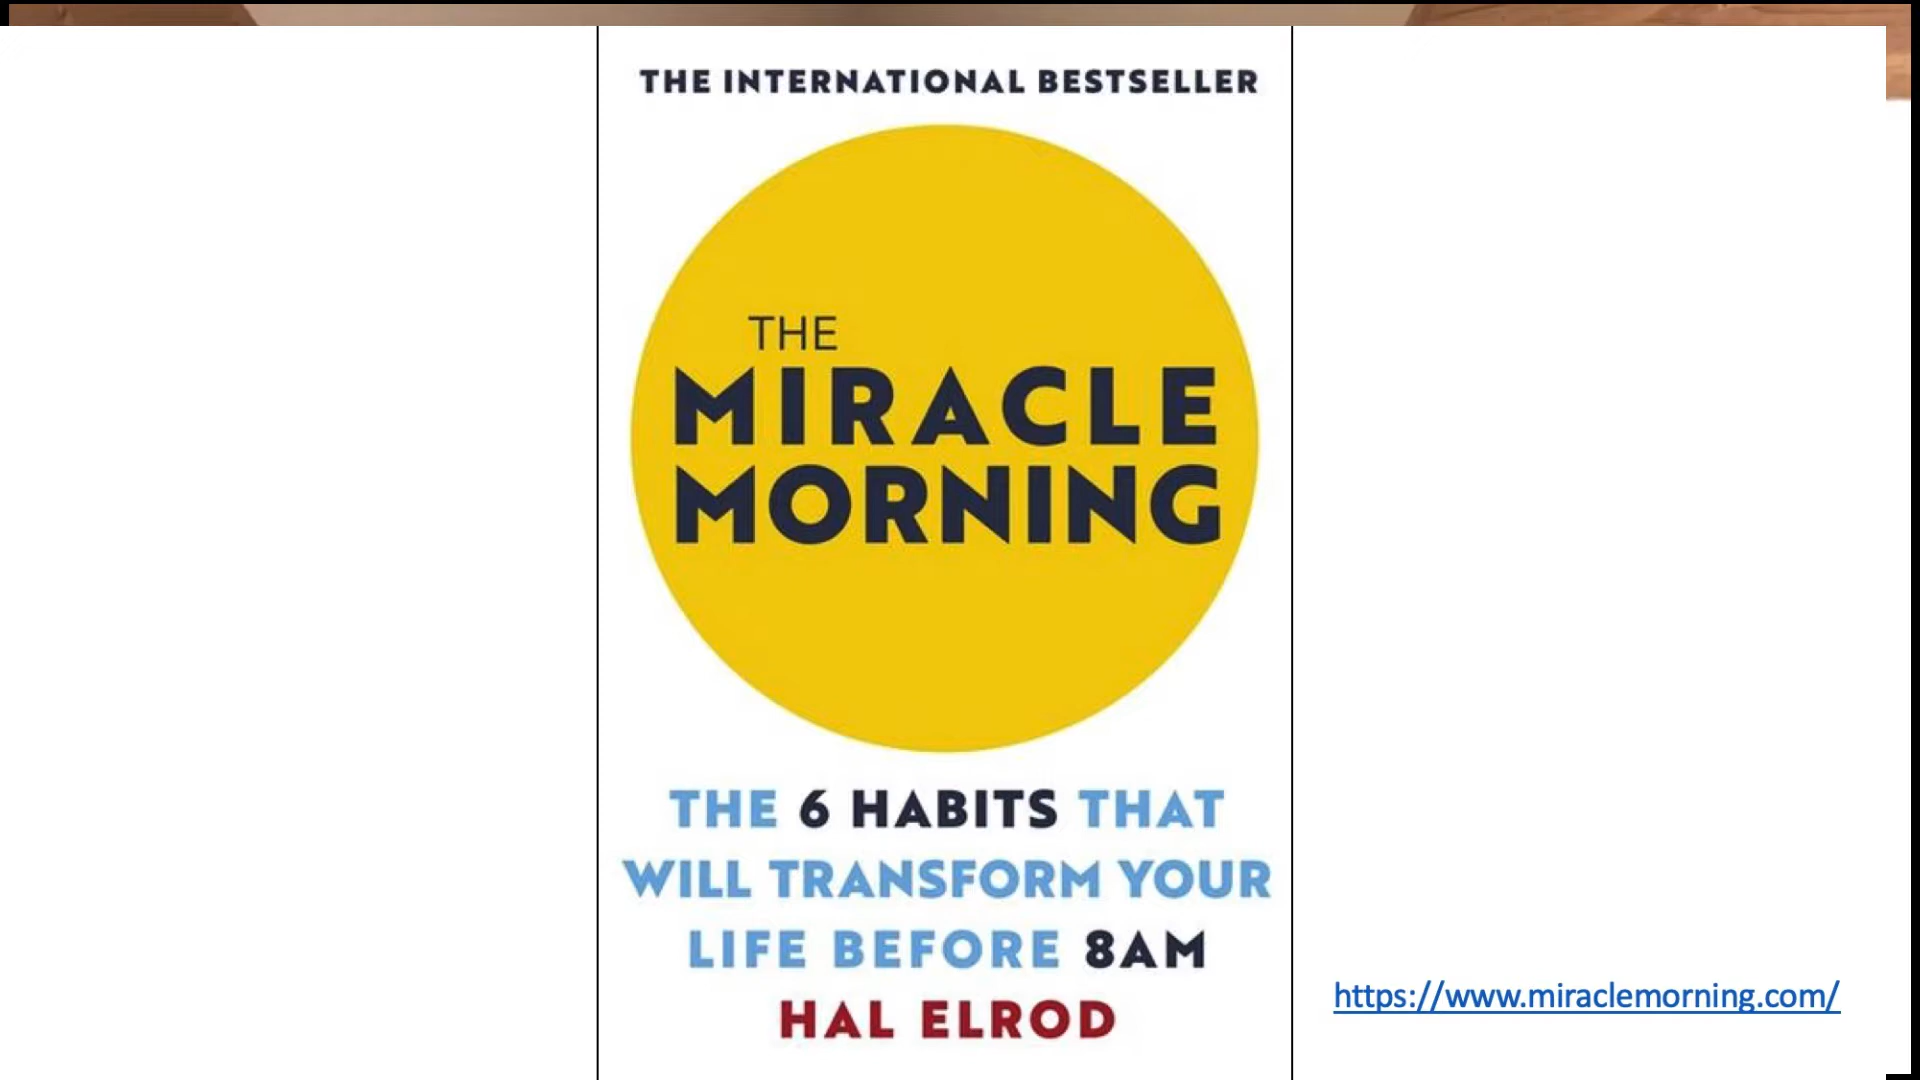 THE INTERNATIONAL BESTSELLER
THE
MIRACLE
MORNING
THE 6 HABITS THAT
WILL TRANSFORM YOUR
LIFE BEFORE 8AM
HAL ELROD
https://www.miraclemorning.com/